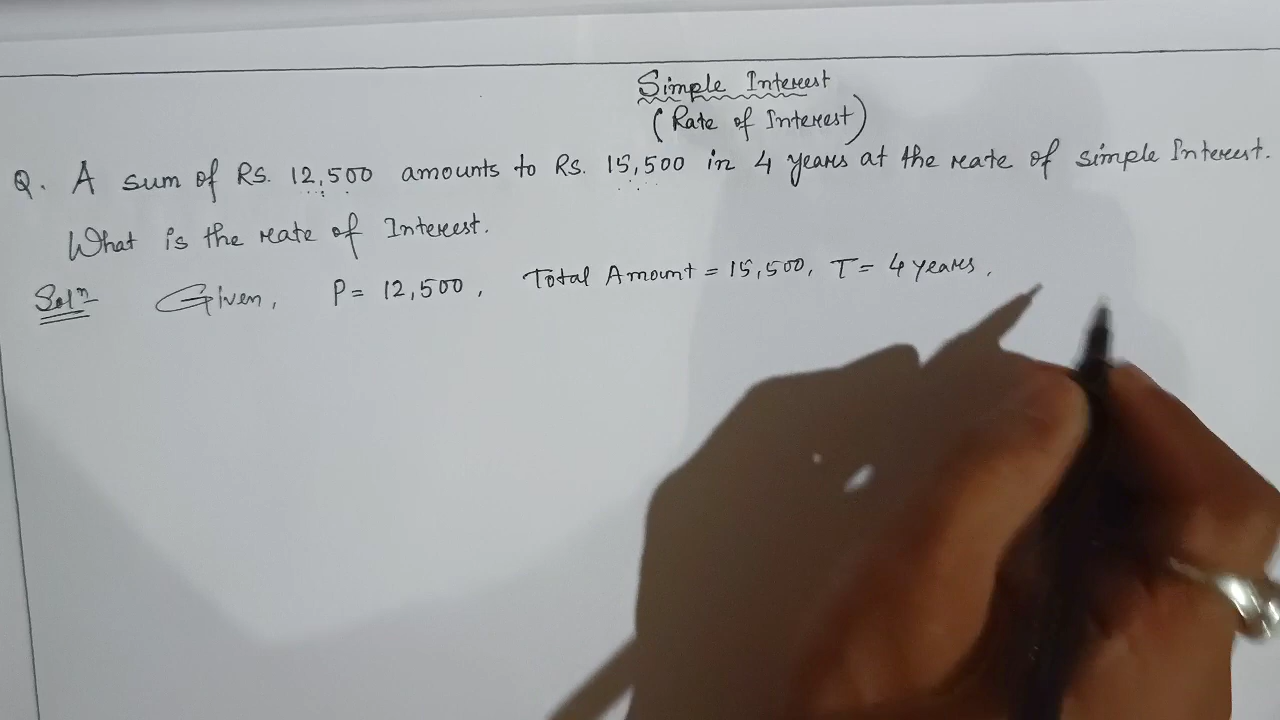 Simple Interest
(Rate of Interest)
Q. A sum of Rs. 12,500 amounts to Rs. 15,500 in 4 years at the rate of simple Interest.
What is the rate of Interest.
Solⁿ Given, P = 12,500, Total Amount = 15,500, T = 4 years,